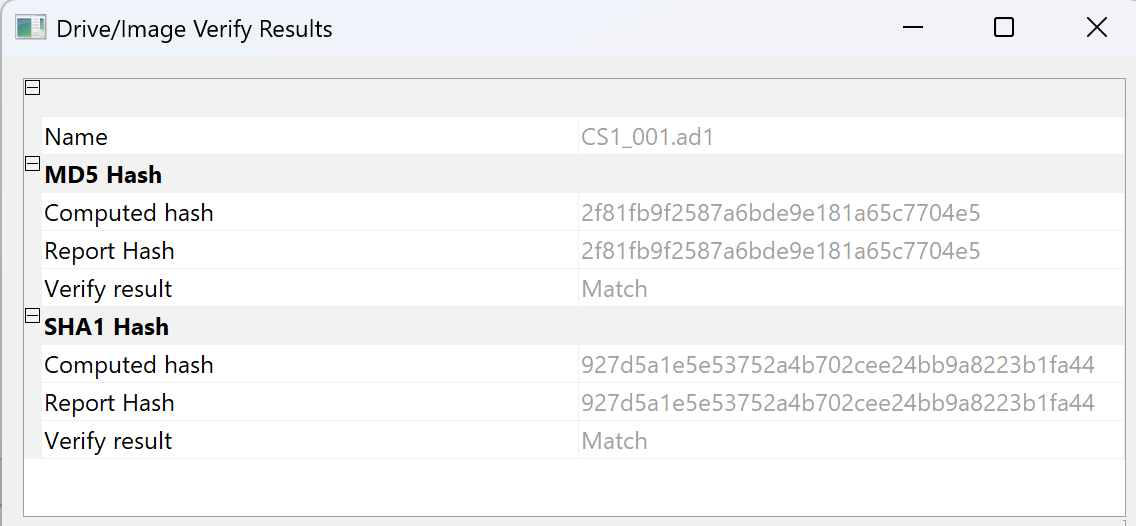 Drive/Image Verify Results
Name CS1_001.ad1
MD5 Hash
Computed hash 2f81fb9f2587a6bde9e181a65c7704e5
Report Hash 2f81fb9f2587a6bde9e181a65c7704e5
Verify result Match
SHA1 Hash
Computed hash 927d5a1e5e53752a4b702cee24bb9a8223b1fa44
Report Hash 927d5a1e5e53752a4b702cee24bb9a8223b1fa44
Verify result Match